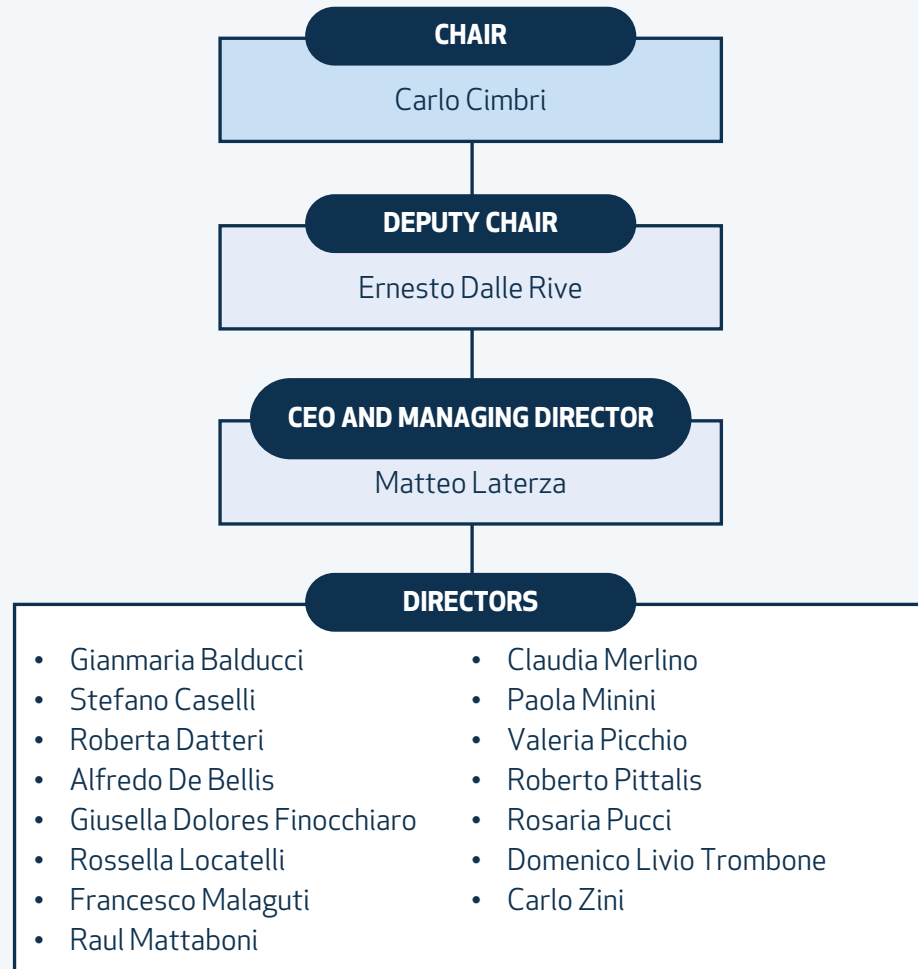 CHAIR
Carlo Cimbri
DEPUTY CHAIR
Ernesto Dalle Rive
CEO AND MANAGING DIRECTOR
Matteo Laterza
DIRECTORS
• Gianmaria Balducci
• Stefano Caselli
• Roberta Datteri
• Alfredo De Bellis
• Giusella Dolores Finocchiaro
• Rossella Locatelli
• Francesco Malaguti
• Raul Mattaboni
• Claudia Merlino
• Paola Minini
• Valeria Picchio
• Roberto Pittalis
• Rosaria Pucci
• Domenico Livio Trombone
• Carlo Zini